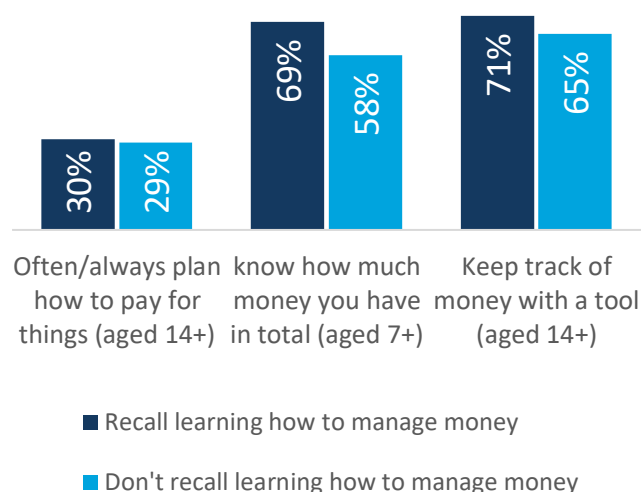 30%
29%
69%
58%
71%
65%
Often/always plan
how to pay for
things (aged 14+)
know how much
money you have
in total (aged 7+)
Keep track of
money with a tool
(aged 14+)
Recall learning how to manage money
Don't recall learning how to manage money